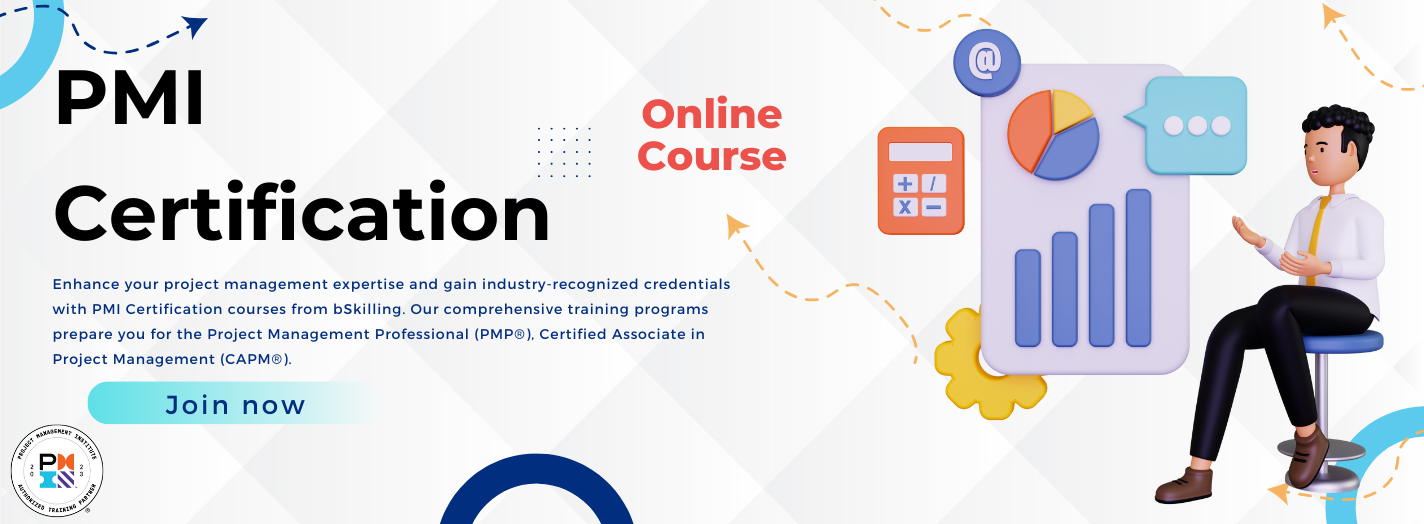 PMI
Certification
Online
Course
@
+ /
x −
Enhance your project management expertise and gain industry-recognized credentials
with PMI Certification courses from bSkilling. Our comprehensive training programs
prepare you for the Project Management Professional (PMP®), Certified Associate in
Project Management (CAPM®).
Join now
PROJECT MANAGEMENT INSTITUTE
20 23
PM
AUTHORIZED TRAINING PARTNER
®